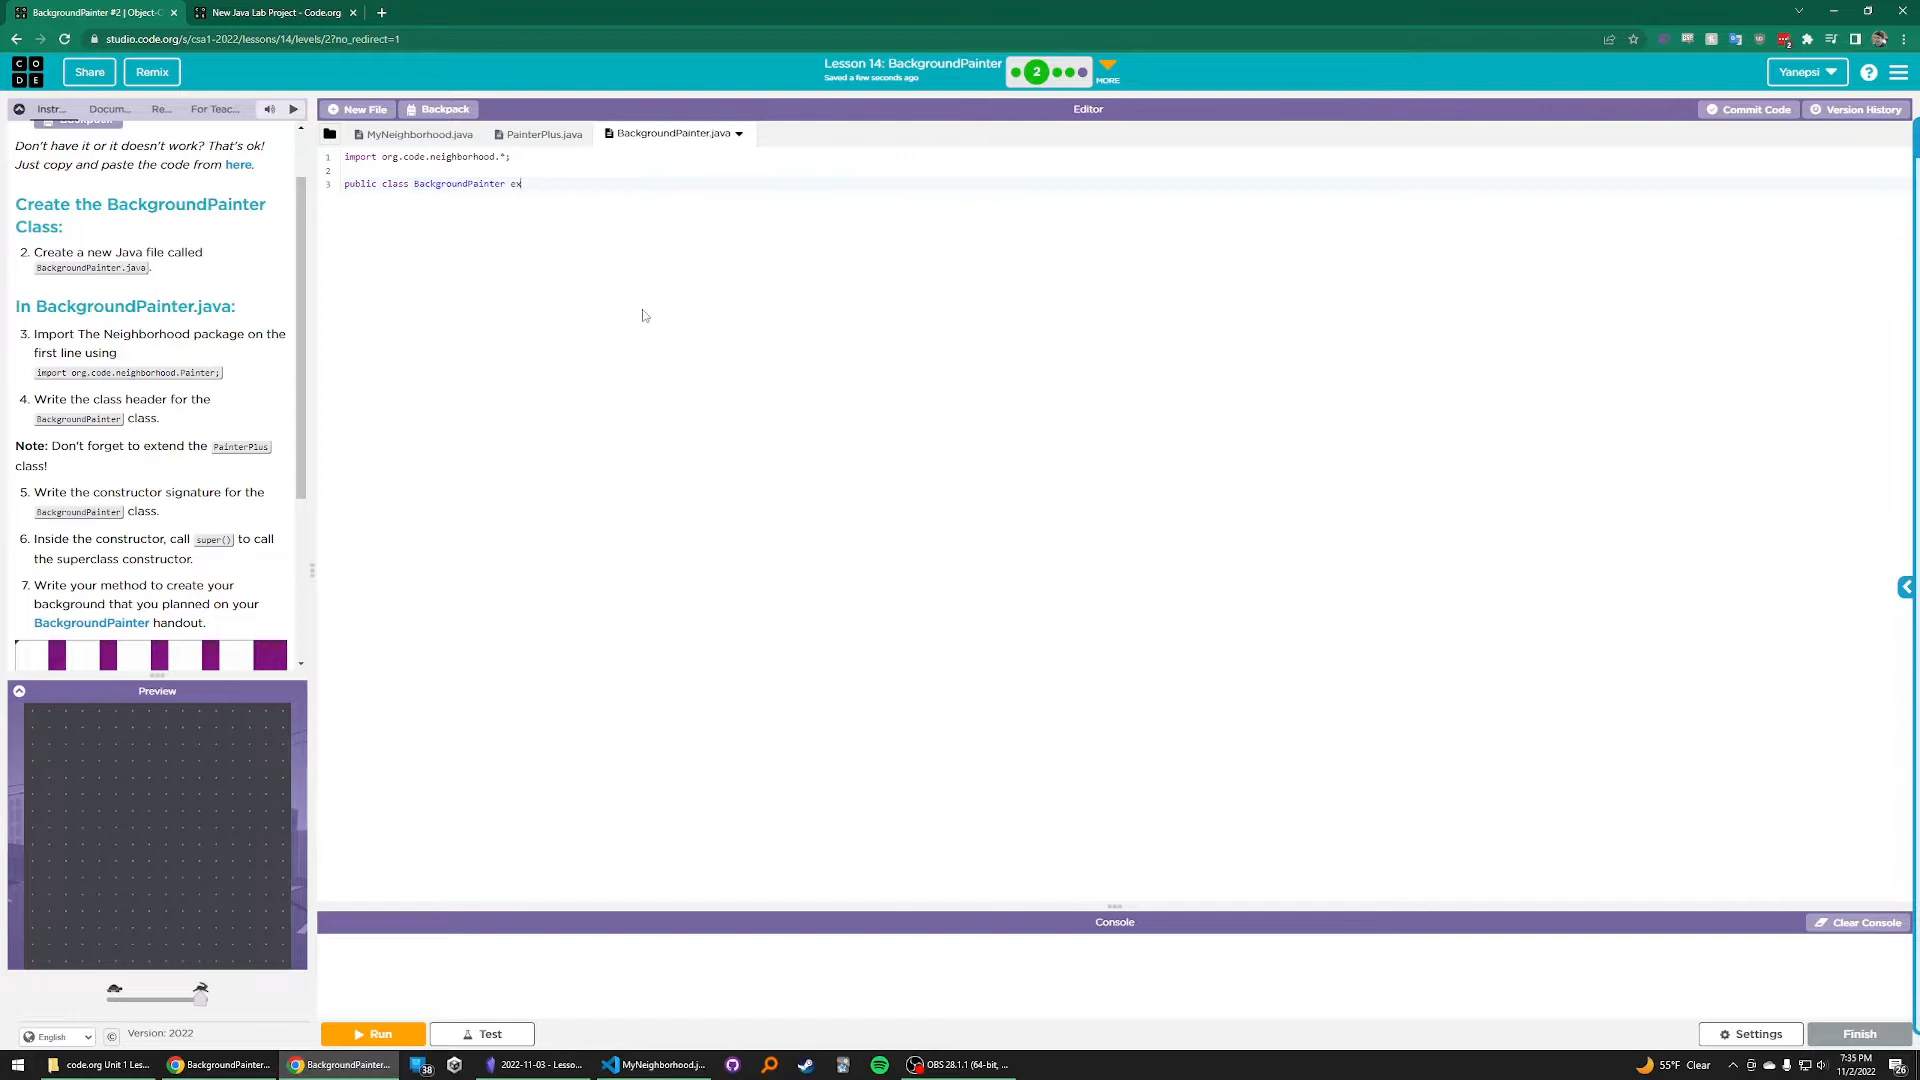 BackgroundPainter #2 | Object-C
New Java Lab Project - Code.org
studio.code.org/s/csa1-2022/lessons/14/levels/2?no_redirect=1
2
CO
DE
Share
Remix
Lesson 14: BackgroundPainter
Saved a few seconds ago
2
MORE
Yanepsi
Instr...
Docum...
Re...
For Teac...
New File
Backpack
Editor
Commit Code
Version History
Backpack
Don't have it or it doesn't work? That's ok!
Just copy and paste the code from here.
Create the BackgroundPainter
Class:
2. Create a new Java file called
BackgroundPainter.java.
In BackgroundPainter.java:
3. Import The Neighborhood package on the
first line using
import org.code.neighborhood.Painter;
4. Write the class header for the
BackgroundPainter class.
Note: Don't forget to extend the PainterPlus
class!
5. Write the constructor signature for the
BackgroundPainter class.
6. Inside the constructor, call super() to call
the superclass constructor.
7. Write your method to create your
background that you planned on your
BackgroundPainter handout.
MyNeighborhood.java
PainterPlus.java
BackgroundPainter.java
1 import org.code.neighborhood.*;
2
3 public class BackgroundPainter ex
Preview
Console
Clear Console
English
©
Version: 2022
Run
Test
Settings
Finish
code.org Unit 1 Les...
BackgroundPainter...
BackgroundPainter...
38
2022-11-03 - Lesso...
MyNeighborhood.j...
OBS 28.1.1 (64-bit, ...
55°F Clear
7:35 PM
11/2/2022
26